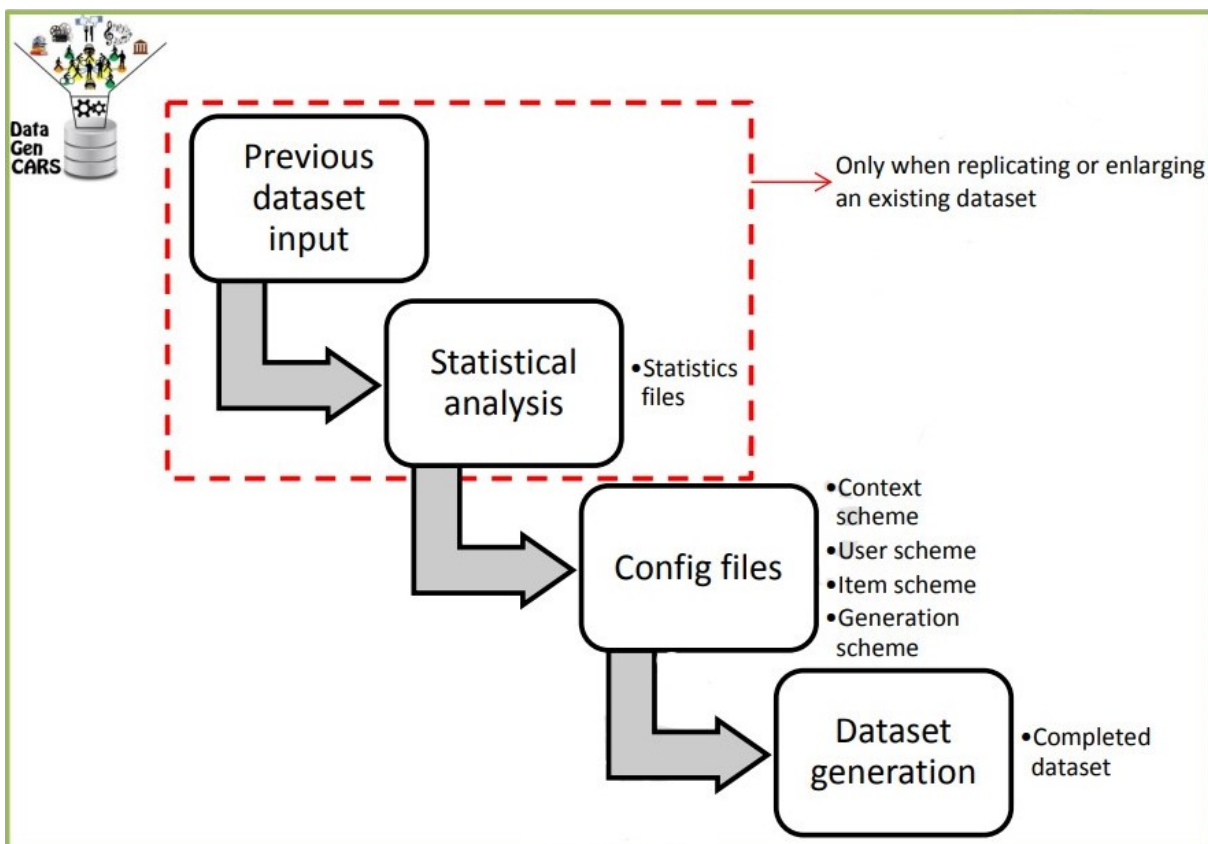 Data
Gen
CARS
Previous
dataset
input
Only when replicating or enlarging
an existing dataset
Statistical
analysis
•Statistics
files
Config files
•Context
scheme
•User scheme
•Item scheme
•Generation
scheme
Dataset
generation
•Completed
dataset